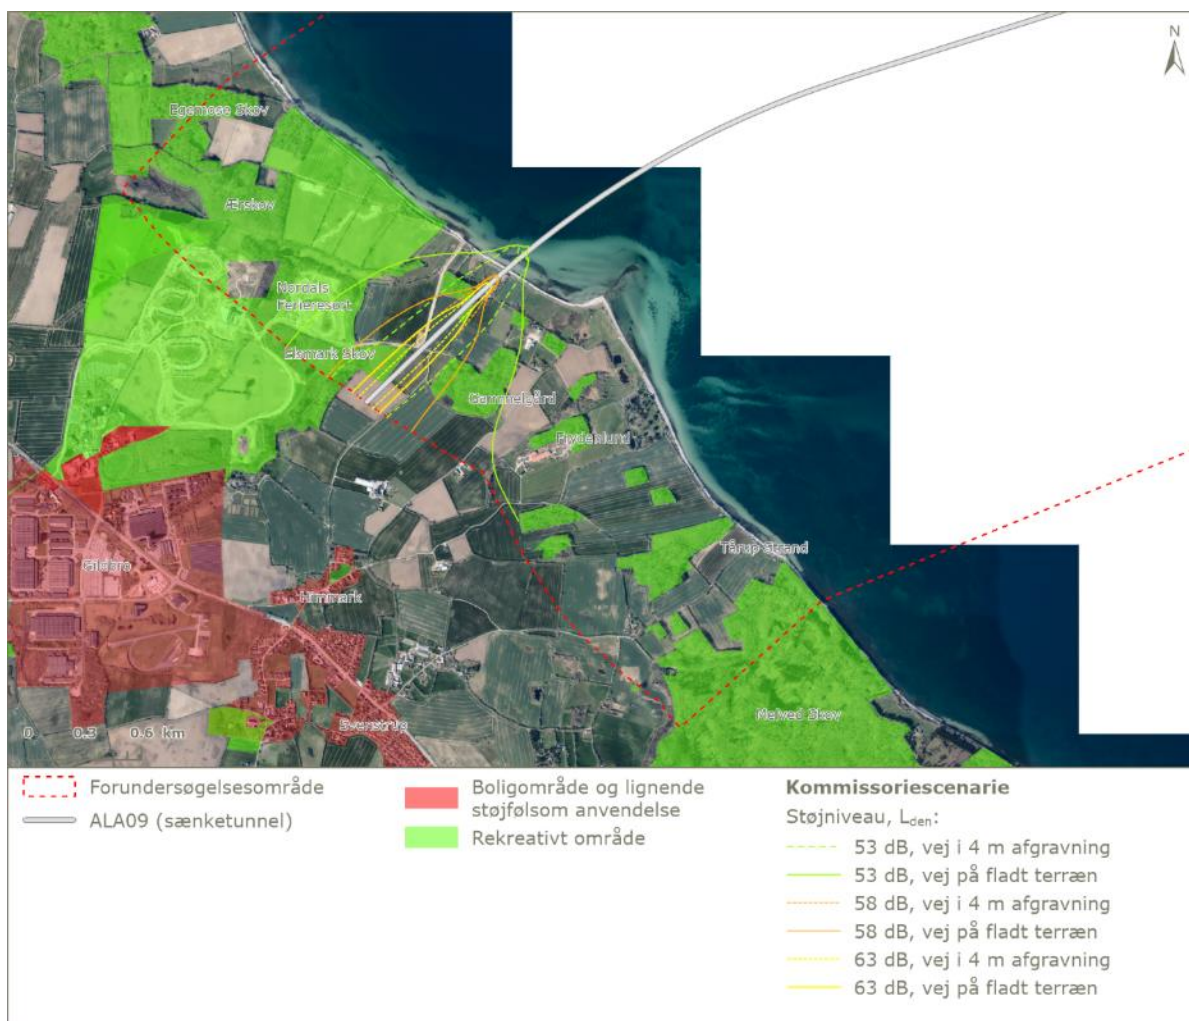 N
Egemose Skov
Ærskov
Nordals
Ferieresort
Elsmark Skov
Gammelgård
Frydenlund
Tårup Strand
Himmark
Svenstrup
Melved Skov
0 0.3 0.6 km
Forundersøgelsesområde
ALA09 (sænketunnel)
Boligområde og lignende
støjfølsom anvendelse
Rekreativt område
Kommissoriescenarie
Støjniveau, Lden:
53 dB, vej i 4 m afgravning
53 dB, vej på fladt terræn
58 dB, vej i 4 m afgravning
58 dB, vej på fladt terræn
63 dB, vej i 4 m afgravning
63 dB, vej på fladt terræn